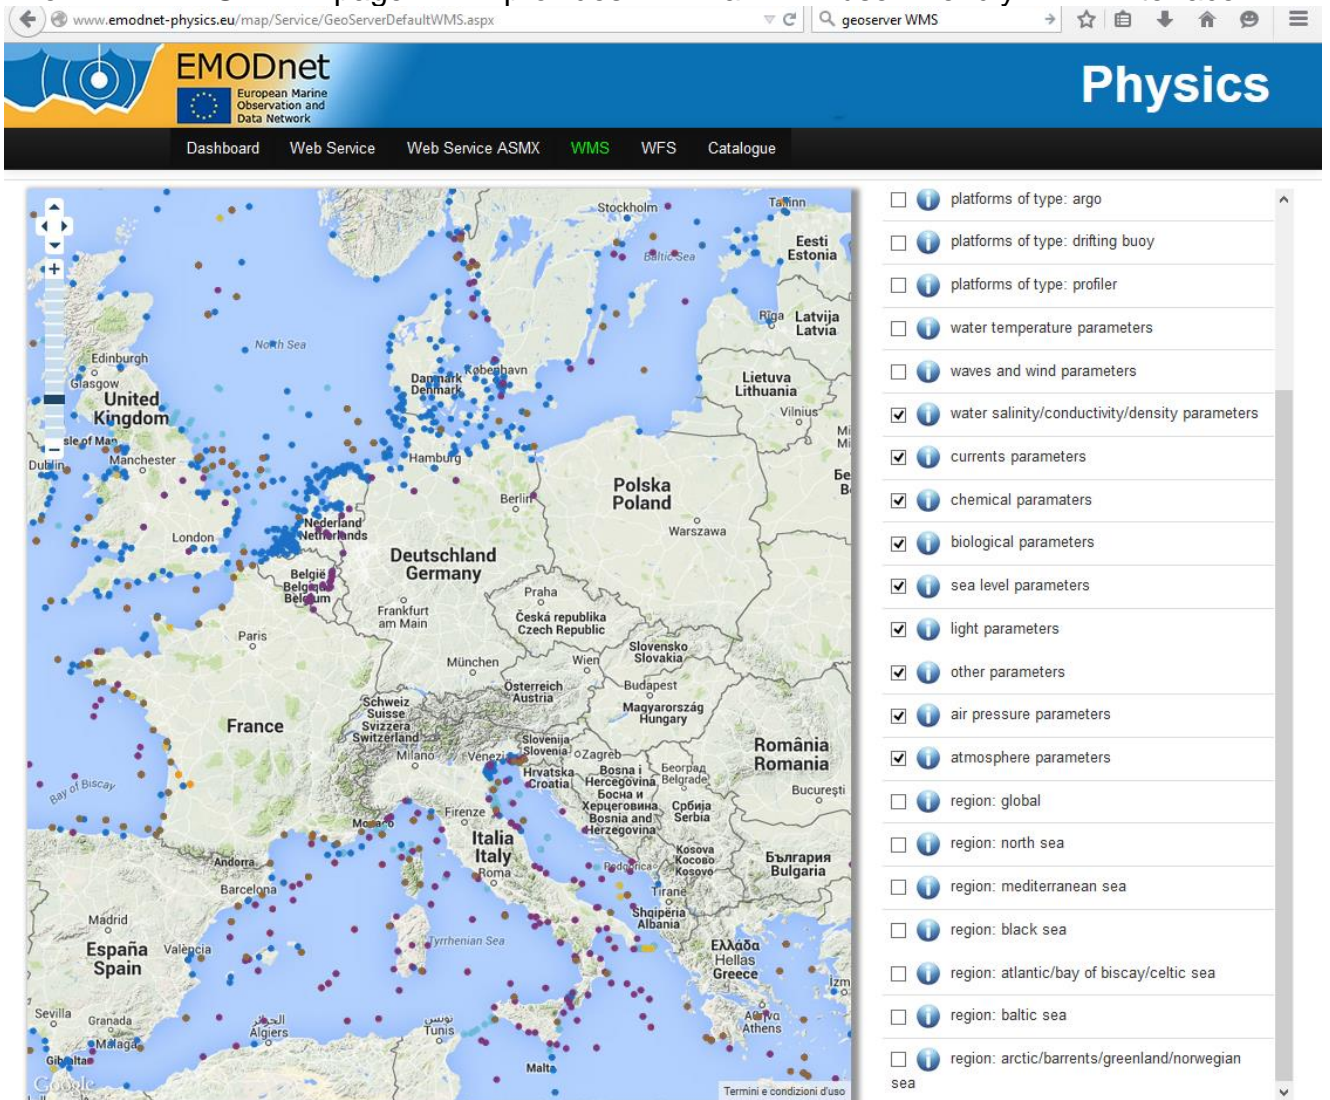 www.emodnet-physics.eu/map/Service/GeoServerDefaultWMS.aspx
geoserver WMS
EMODnet
European Marine
Observation and
Data Network
Physics
Dashboard Web Service Web Service ASMX WMS WFS Catalogue
platforms of type: argo
platforms of type: drifting buoy
platforms of type: profiler
water temperature parameters
waves and wind parameters
water salinity/conductivity/density parameters
currents parameters
chemical paramaters
biological parameters
sea level parameters
light parameters
other parameters
air pressure parameters
atmosphere parameters
region: global
region: north sea
region: mediterranean sea
region: black sea
region: atlantic/bay of biscay/celtic sea
region: baltic sea
region: arctic/barrents/greenland/norwegian
sea
Stockholm
Tallinn
Eesti
Estonia
Baltic Sea
Rīga
Latvija
Latvia
North Sea
Edinburgh
Glasgow
United
Kingdom
Isle of Man
Dublin
Manchester
London
København
Danmark
Denmark
Lietuva
Lithuania
Vilnius
Hamburg
Berlin
Polska
Poland
Warszawa
Nederland
Netherlands
Deutschland
Germany
België
Belgique
Belgium
Frankfurt
am Main
Praha
Česká republika
Czech Republic
Paris
Slovensko
Slovakia
München
Wien
Österreich
Austria
Budapest
Magyarország
Hungary
Schweiz
Suisse
Svizzera
Switzerland
France
Milano
Venezia
Slovenija
Slovenia
Zagreb
Hrvatska
Croatia
Bosna i
Hercegovina
Босна и
Херцеговина
Bosnia and
Herzegovina
Београд
Belgrade
Србија
Serbia
România
Romania
București
Bay of Biscay
Monaco
Firenze
Italia
Italy
Roma
Kosova
Косово
Kosovo
Podgorica
България
Bulgaria
Andorra
Barcelona
Tiranë
Shqipëria
Albania
Madrid
España
Spain
València
Tyrrhenian Sea
Ελλάδα
Hellas
Greece
Αθήνα
Athens
Sevilla
Granada
Málaga
Gibraltar
الجزائر
Algiers
تونس
Tunis
Malta
Google
Termini e condizioni d'uso